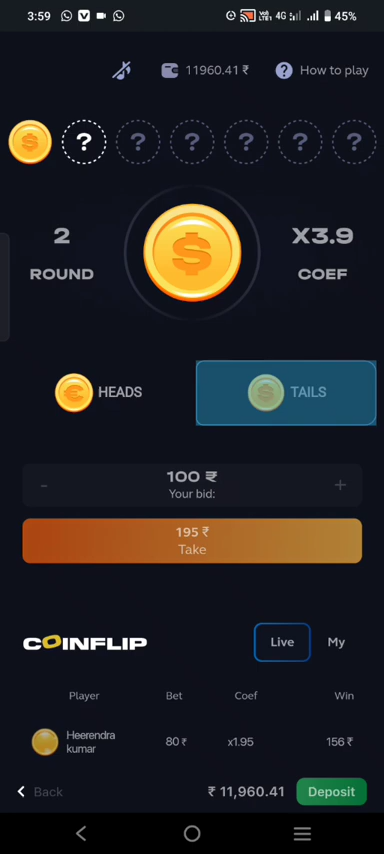 3:59
VoLTE1 4G 45%
11960.41 ₹ How to play
? ? ? ? ? ?
2
ROUND
X3.9
COEF
HEADS
TAILS
- 100 ₹ +
Your bid:
195 ₹
Take
COINFLIP Live My
Player Bet Coef Win
Heerendra
kumar
80 ₹ x1.95 156 ₹
Back ₹ 11,960.41 Deposit